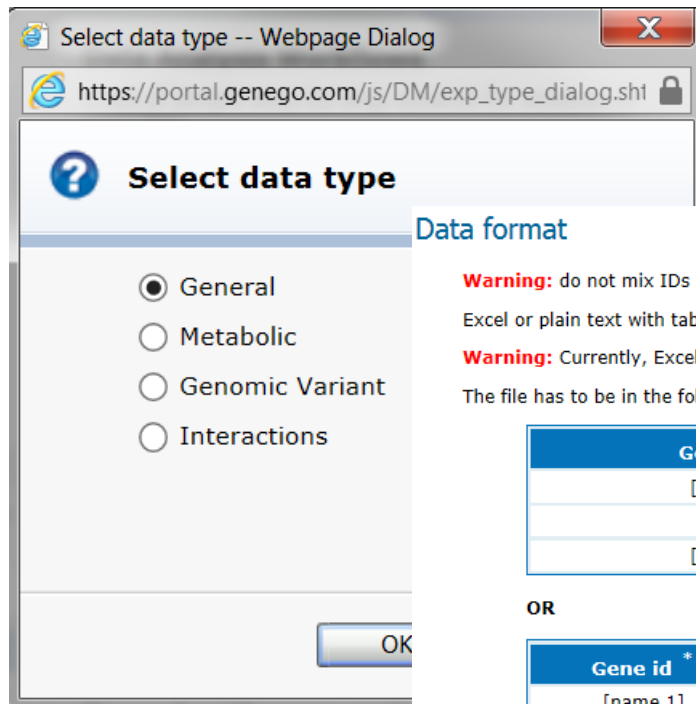 Select data type -- Webpage Dialog
X
https://portal.genego.com/js/DM/exp_type_dialog.sht
Select data type
General
Metabolic
Genomic Variant
Interactions
OK
Data format
Warning: do not mix IDs
Excel or plain text with tab
Warning: Currently, Excel
The file has to be in the fol
G
[
[
OR
Gene id *
[name 1]